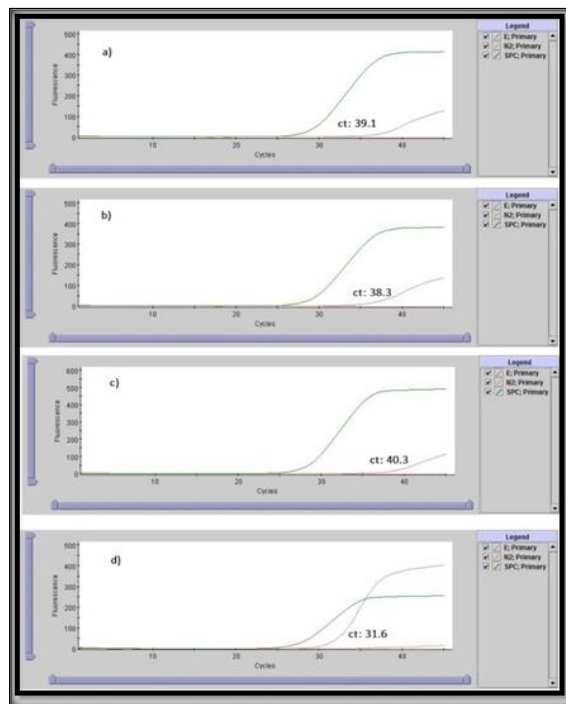 a)
Legend
E; Primary
N2; Primary
SPC; Primary
Fluorescence
500
400
300
200
100
0
10
20
30
40
Cycles
ct: 39.1
b)
Legend
E; Primary
N2; Primary
SPC; Primary
Fluorescence
500
400
300
200
100
0
10
20
30
40
Cycles
ct: 38.3
c)
Legend
E; Primary
N2; Primary
SPC; Primary
Fluorescence
600
500
400
300
200
100
0
10
20
30
40
Cycles
ct: 40.3
d)
Legend
E; Primary
N2; Primary
SPC; Primary
Fluorescence
500
400
300
200
100
0
10
20
30
40
Cycles
ct: 31.6